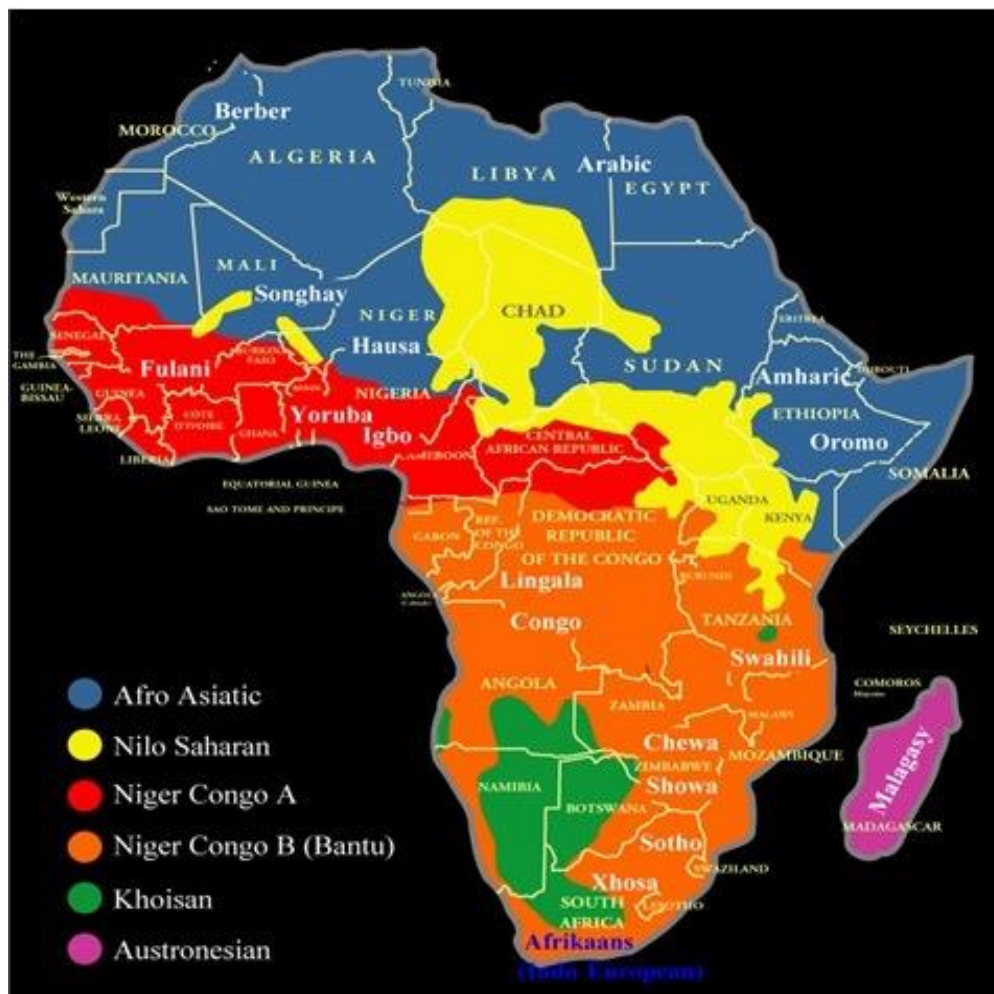 TUNISIA
Berber
MOROCCO
ALGERIA
LIBYA
Arabic
EGYPT
Western
Sahara
MAURITANIA
MALI
Songhay
NIGER
CHAD
SUDAN
ERITREA
SENEGAL
THE
GAMBIA
BURKINA
FASO
Hausa
Fulani
Amharic
DJIBOUTI
GUINEA-
BISSAU
GUINEA
BENIN
NIGERIA
ETHIOPIA
SIERRA
LEONE
CÔTE
D'IVOIRE
GHANA
Yoruba
Igbo
Oromo
LIBERIA
CAMEROON
CENTRAL
AFRICAN REPUBLIC
SOMALIA
EQUATORIAL GUINEA
SAO TOME AND PRINCIPE
UGANDA
KENYA
GABON
REP.
OF THE
CONGO
DEMOCRATIC
REPUBLIC
OF THE CONGO
BURUNDI
Lingala
ANGOLA
Congo
TANZANIA
SEYCHELLES
Swahili
COMOROS
ANGOLA
ZAMBIA
MALAWI
Chewa
MOZAMBIQUE
ZIMBABWE
Showa
NAMIBIA
BOTSWANA
Malagasy
MADAGASCAR
Sotho
SWAZILAND
Xhosa
SOUTH
AFRICA
LESOTHO
Afrikaans
(Indo European)
Afro Asiatic
Nilo Saharan
Niger Congo A
Niger Congo B (Bantu)
Khoisan
Austronesian